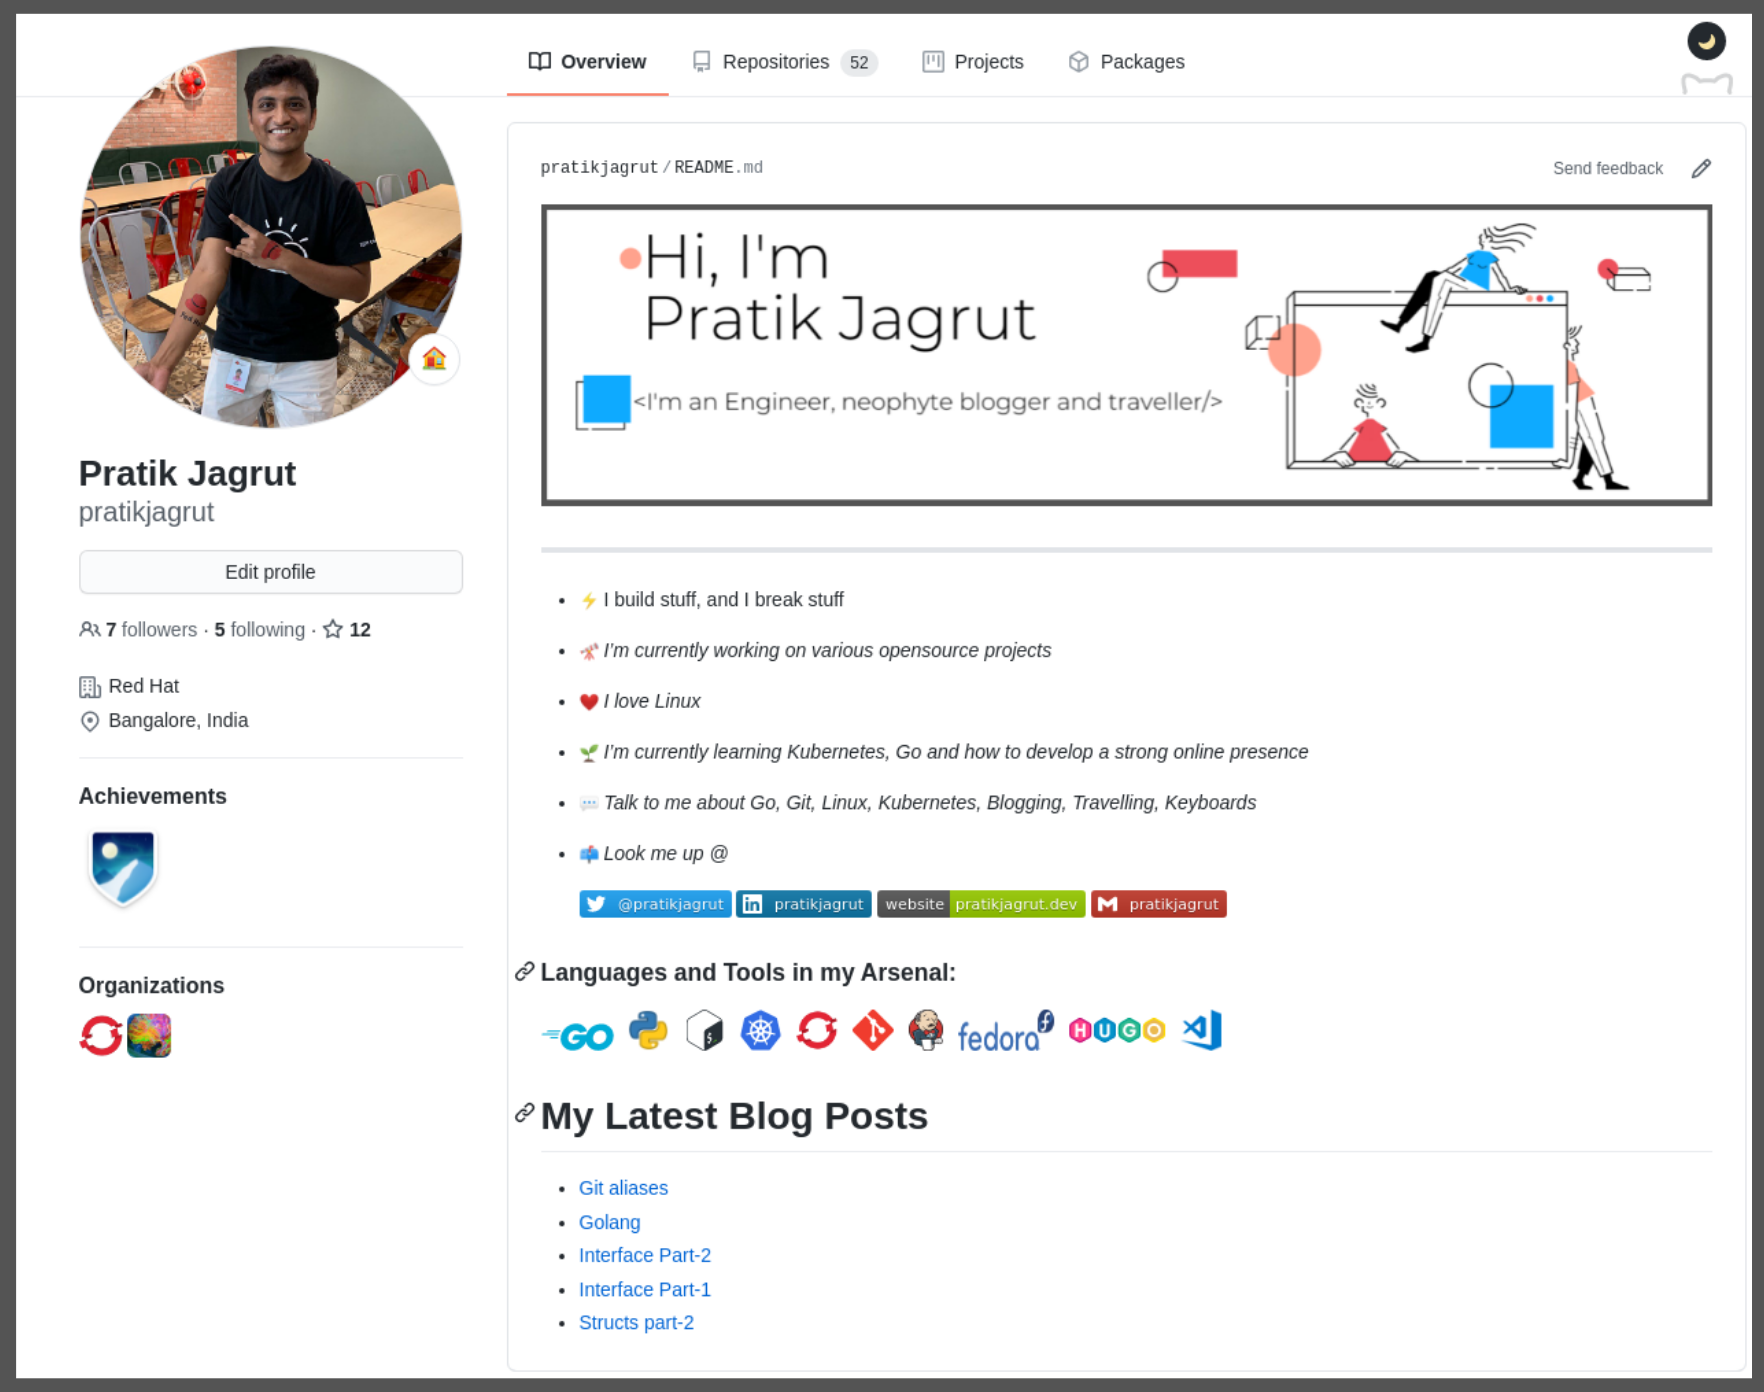 Overview Repositories 52 Projects Packages
pratikjagrut/README.md Send feedback
Hi, I'm
Pratik Jagrut
<I'm an Engineer, neophyte blogger and traveller/>
Pratik Jagrut
pratikjagrut
Edit profile
7 followers · 5 following · 12
Red Hat
Bangalore, India
Achievements
Organizations
I build stuff, and I break stuff
I'm currently working on various opensource projects
I love Linux
I'm currently learning Kubernetes, Go and how to develop a strong online presence
Talk to me about Go, Git, Linux, Kubernetes, Blogging, Travelling, Keyboards
Look me up @
@pratikjagrut in pratikjagrut website pratikjagrut.dev pratikjagrut
Languages and Tools in my Arsenal:
GO $ fedora HUGO
My Latest Blog Posts
Git aliases
Golang
Interface Part-2
Interface Part-1
Structs part-2